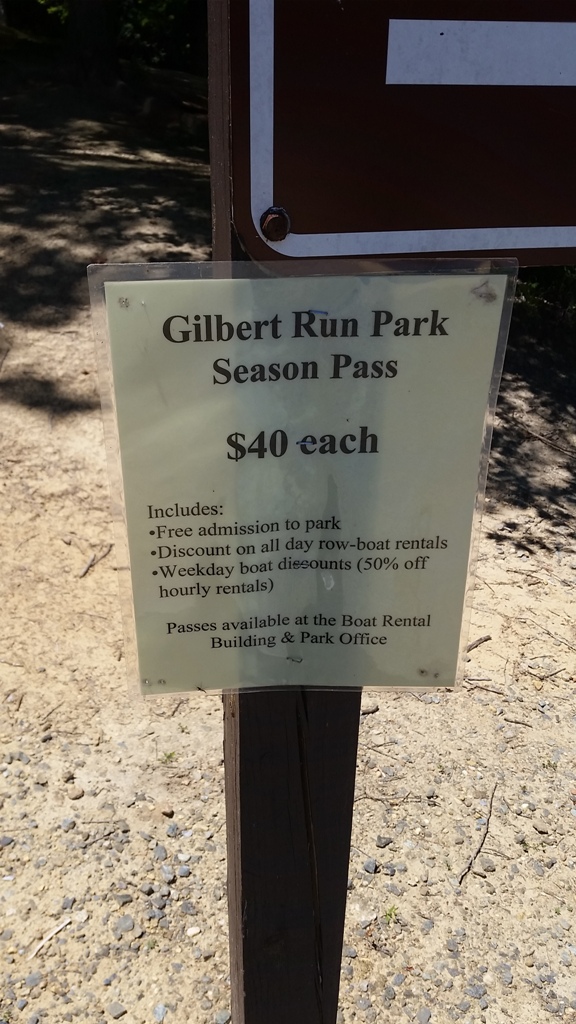 Gilbert Run Park
Season Pass
$40 each
Includes:
•Free admission to park
•Discount on all day row-boat rentals
•Weekday boat discounts (50% off
hourly rentals)
Passes available at the Boat Rental
Building & Park Office